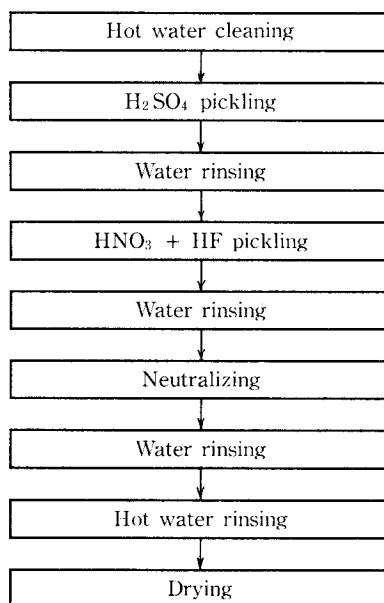 Hot water cleaning
H₂SO₄ pickling
Water rinsing
HNO₃ + HF pickling
Water rinsing
Neutralizing
Water rinsing
Hot water rinsing
Drying